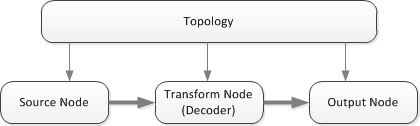 Topology
Source Node
Transform Node
(Decoder)
Output Node